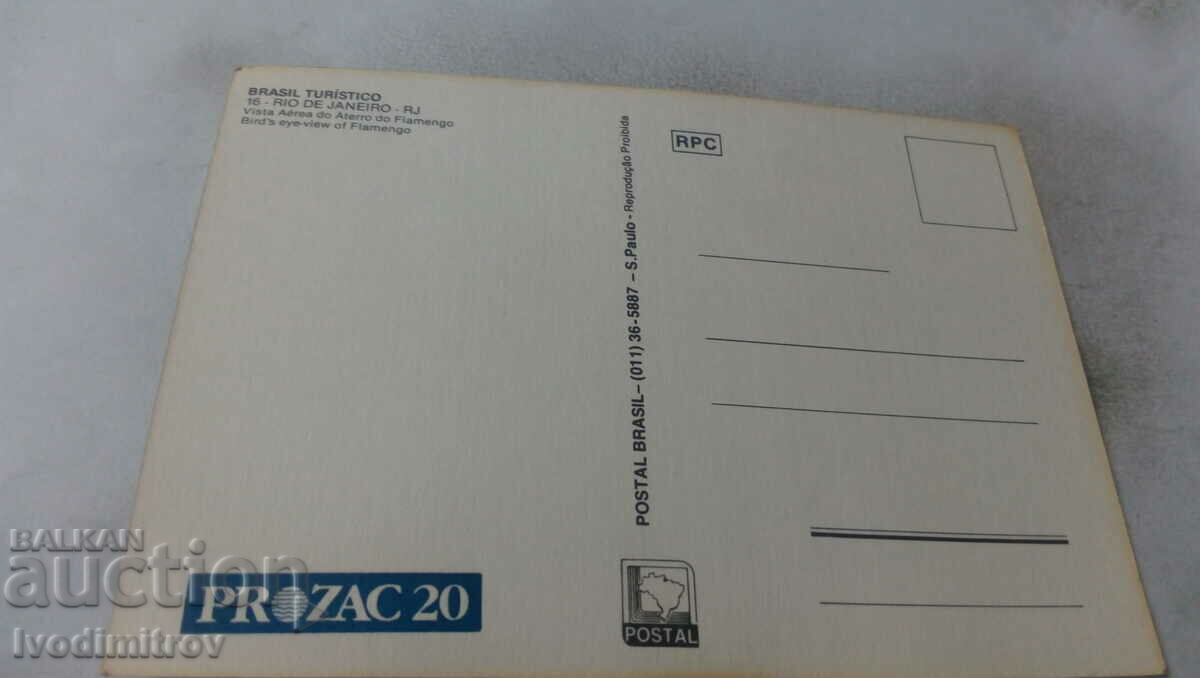 BRASIL TURÍSTICO
16 - RIO DE JANEIRO - RJ
Vista Aérea do Aterro do Flamengo
Bird's eye-view of Flamengo
POSTAL BRASIL – (011) 36-5887 – S.Paulo - Reprodução Proibida
RPC
PROZAC 20
POSTAL
BALKAN
auction
Ivodimitrov